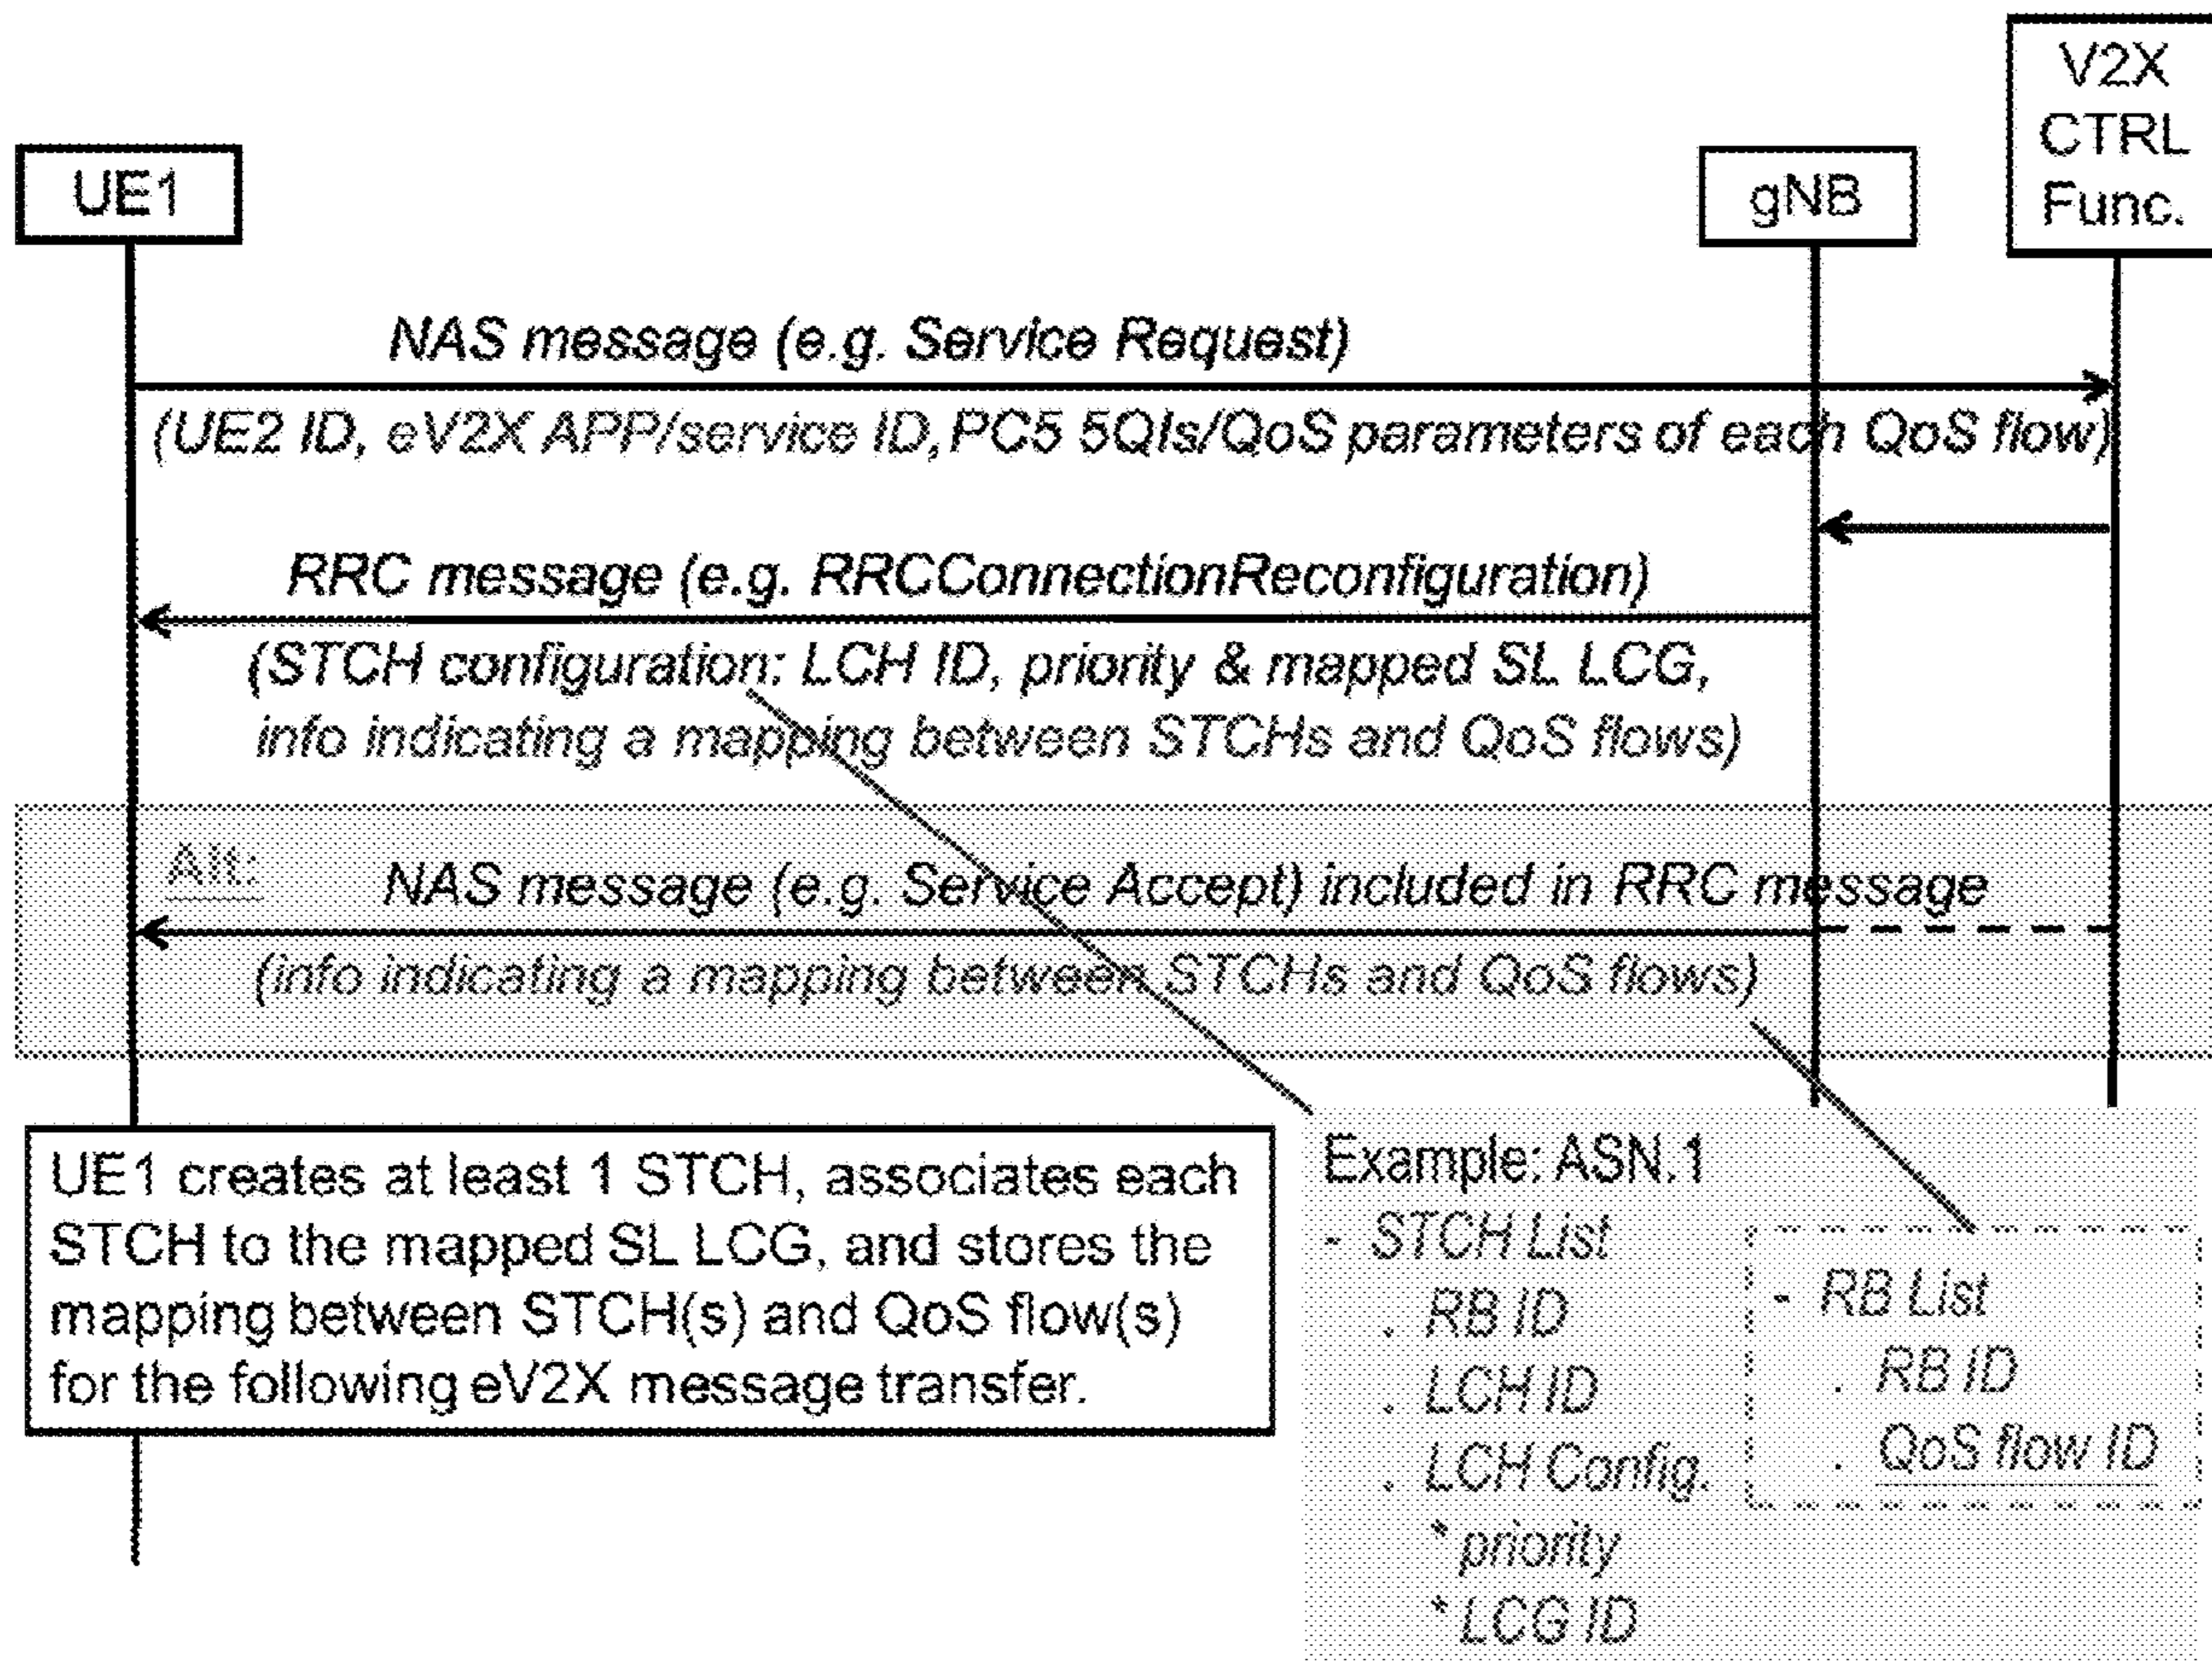 V2X
CTRL
Func.
UE1
gNB
NAS message (e.g. Service Request)
(UE2 ID, eV2X APP/service ID, PC5 5QIs/QoS parameters of each QoS flow)
RRC message (e.g. RRCConnectionReconfiguration)
(STCH configuration: LCH ID, priority & mapped SL LCG,
info indicating a mapping between STCHs and QoS flows)
Alt:
NAS message (e.g. Service Accept) included in RRC message
(info indicating a mapping between STCHs and QoS flows)
UE1 creates at least 1 STCH, associates each
STCH to the mapped SL LCG, and stores the
mapping between STCH(s) and QoS flow(s)
for the following eV2X message transfer.
Example: ASN.1
- STCH List
. RB ID
. LCH ID
. LCH Config.
* priority
* LCG ID
- RB List
. RB ID
. QoS flow ID